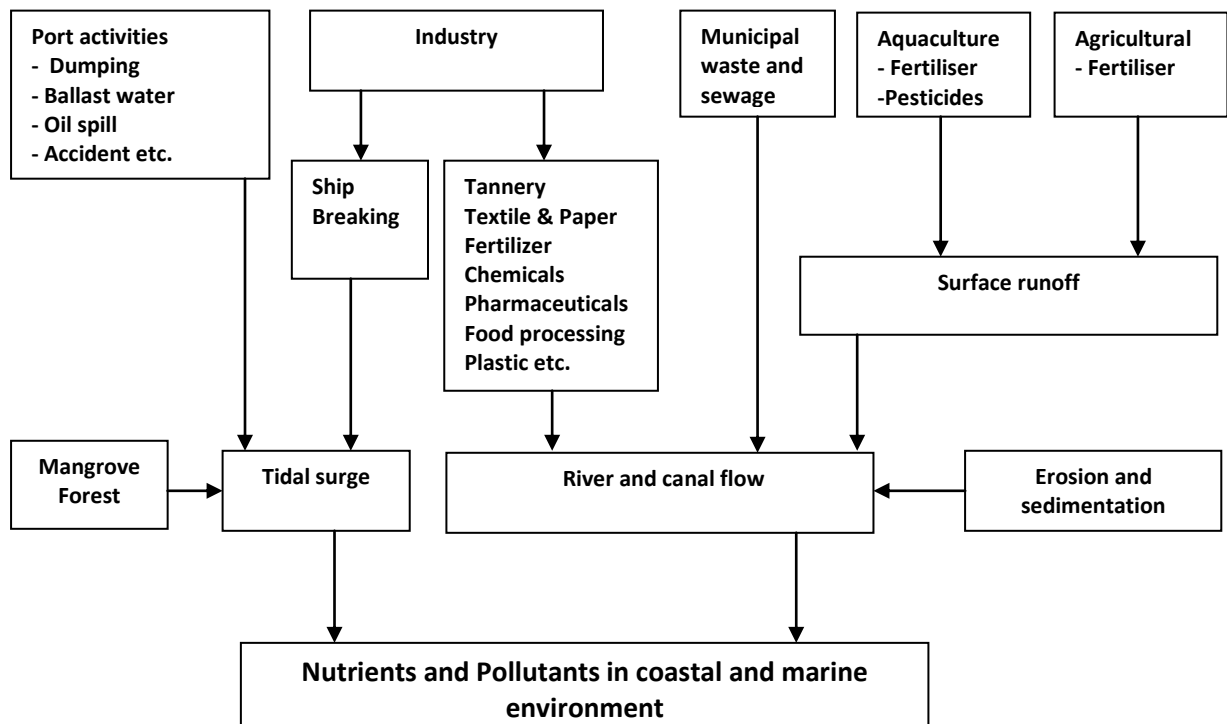 Port activities
- Dumping
- Ballast water
- Oil spill
- Accident etc.
Industry
Municipal
waste and
sewage
Aquaculture
- Fertiliser
-Pesticides
Agricultural
- Fertiliser
Ship
Breaking
Tannery
Textile & Paper
Fertilizer
Chemicals
Pharmaceuticals
Food processing
Plastic etc.
Surface runoff
Mangrove
Forest
Tidal surge
River and canal flow
Erosion and
sedimentation
Nutrients and Pollutants in coastal and marine
environment